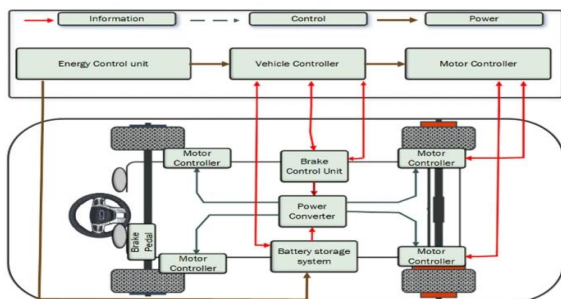 Information
Control
Power
Energy Control unit
Vehicle Controller
Motor Controller
Motor
Controller
Brake
Control Unit
Motor
Controller
Power
Converter
Brake
Pedal
Motor
Controller
Battery storage
system
Motor
Controller